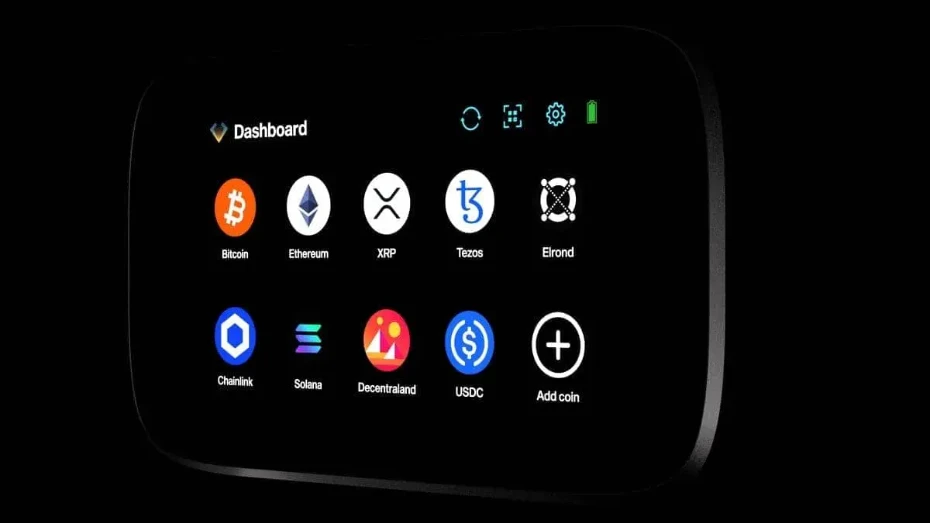 Dashboard
Bitcoin Ethereum XRP Tezos Elrond
Chainlink Solana Decentraland USDC Add coin